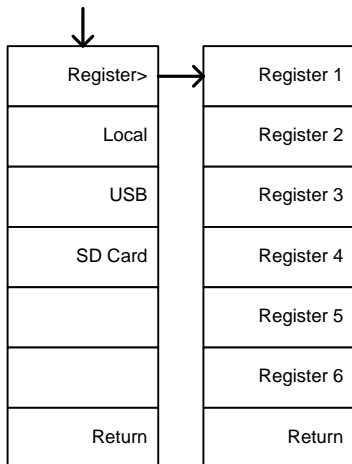 Register>
Local
USB
SD Card
Return
Register 1
Register 2
Register 3
Register 4
Register 5
Register 6
Return